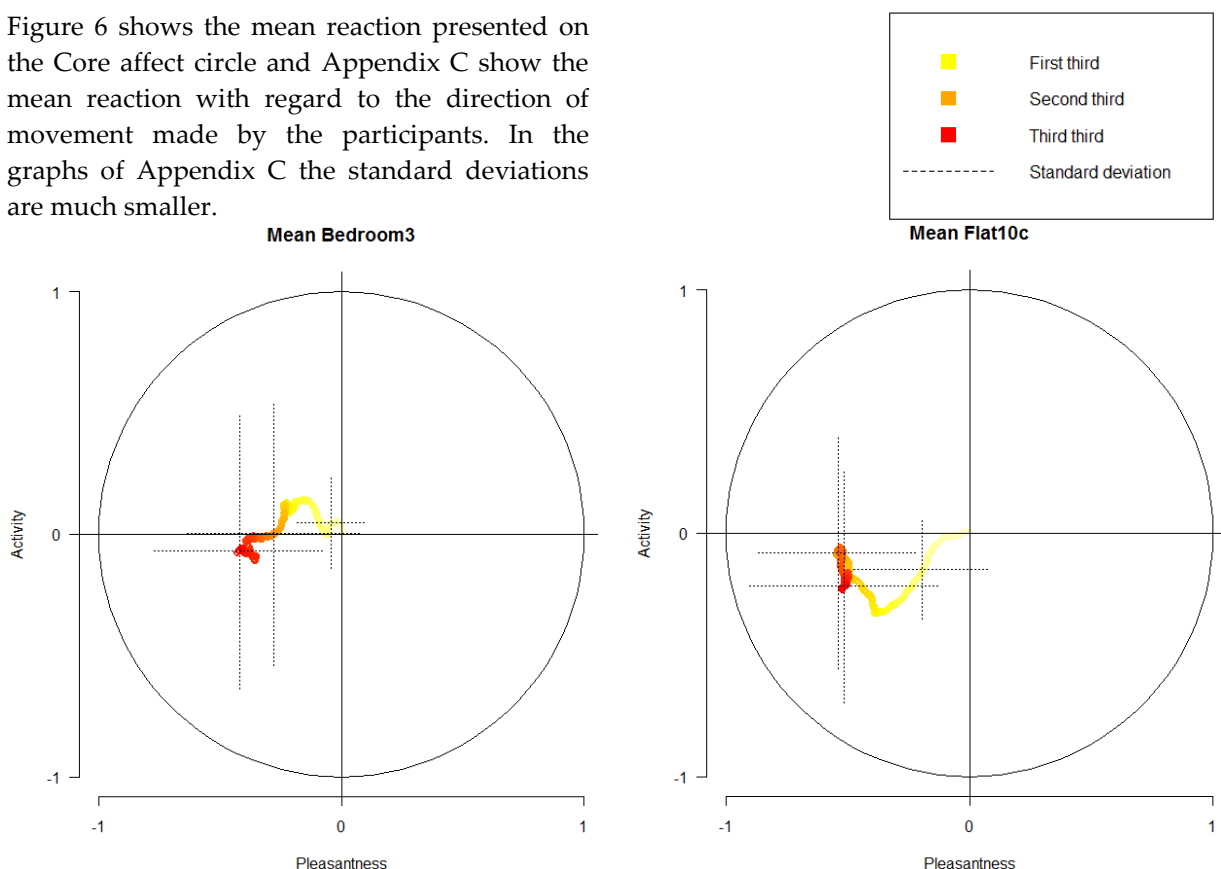 Figure 6 shows the mean reaction presented on
the Core affect circle and Appendix C show the
mean reaction with regard to the direction of
movement made by the participants. In the
graphs of Appendix C the standard deviations
are much smaller.
First third
Second third
Third third
Standard deviation
Mean Bedroom3
1
0
-1
Activity
-1 0 1
Pleasantness
Mean Flat10c
1
0
-1
Activity
-1 0 1
Pleasantness